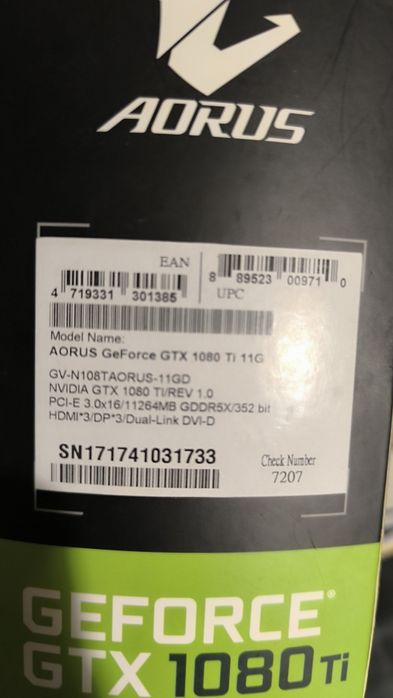 AORUS
EAN
4 719331 301385
8 89523 00971 0
UPC
Model Name:
AORUS GeForce GTX 1080 Ti 11G
GV-N108TAORUS-11GD
NVIDIA GTX 1080 TI/REV 1.0
PCI-E 3.0x16/11264MB GDDR5X/352 bit
HDMI*3/DP*3/Dual-Link DVI-D
SN171741031733
Check Number
7207
GEFORCE®
GTX 1080 Ti